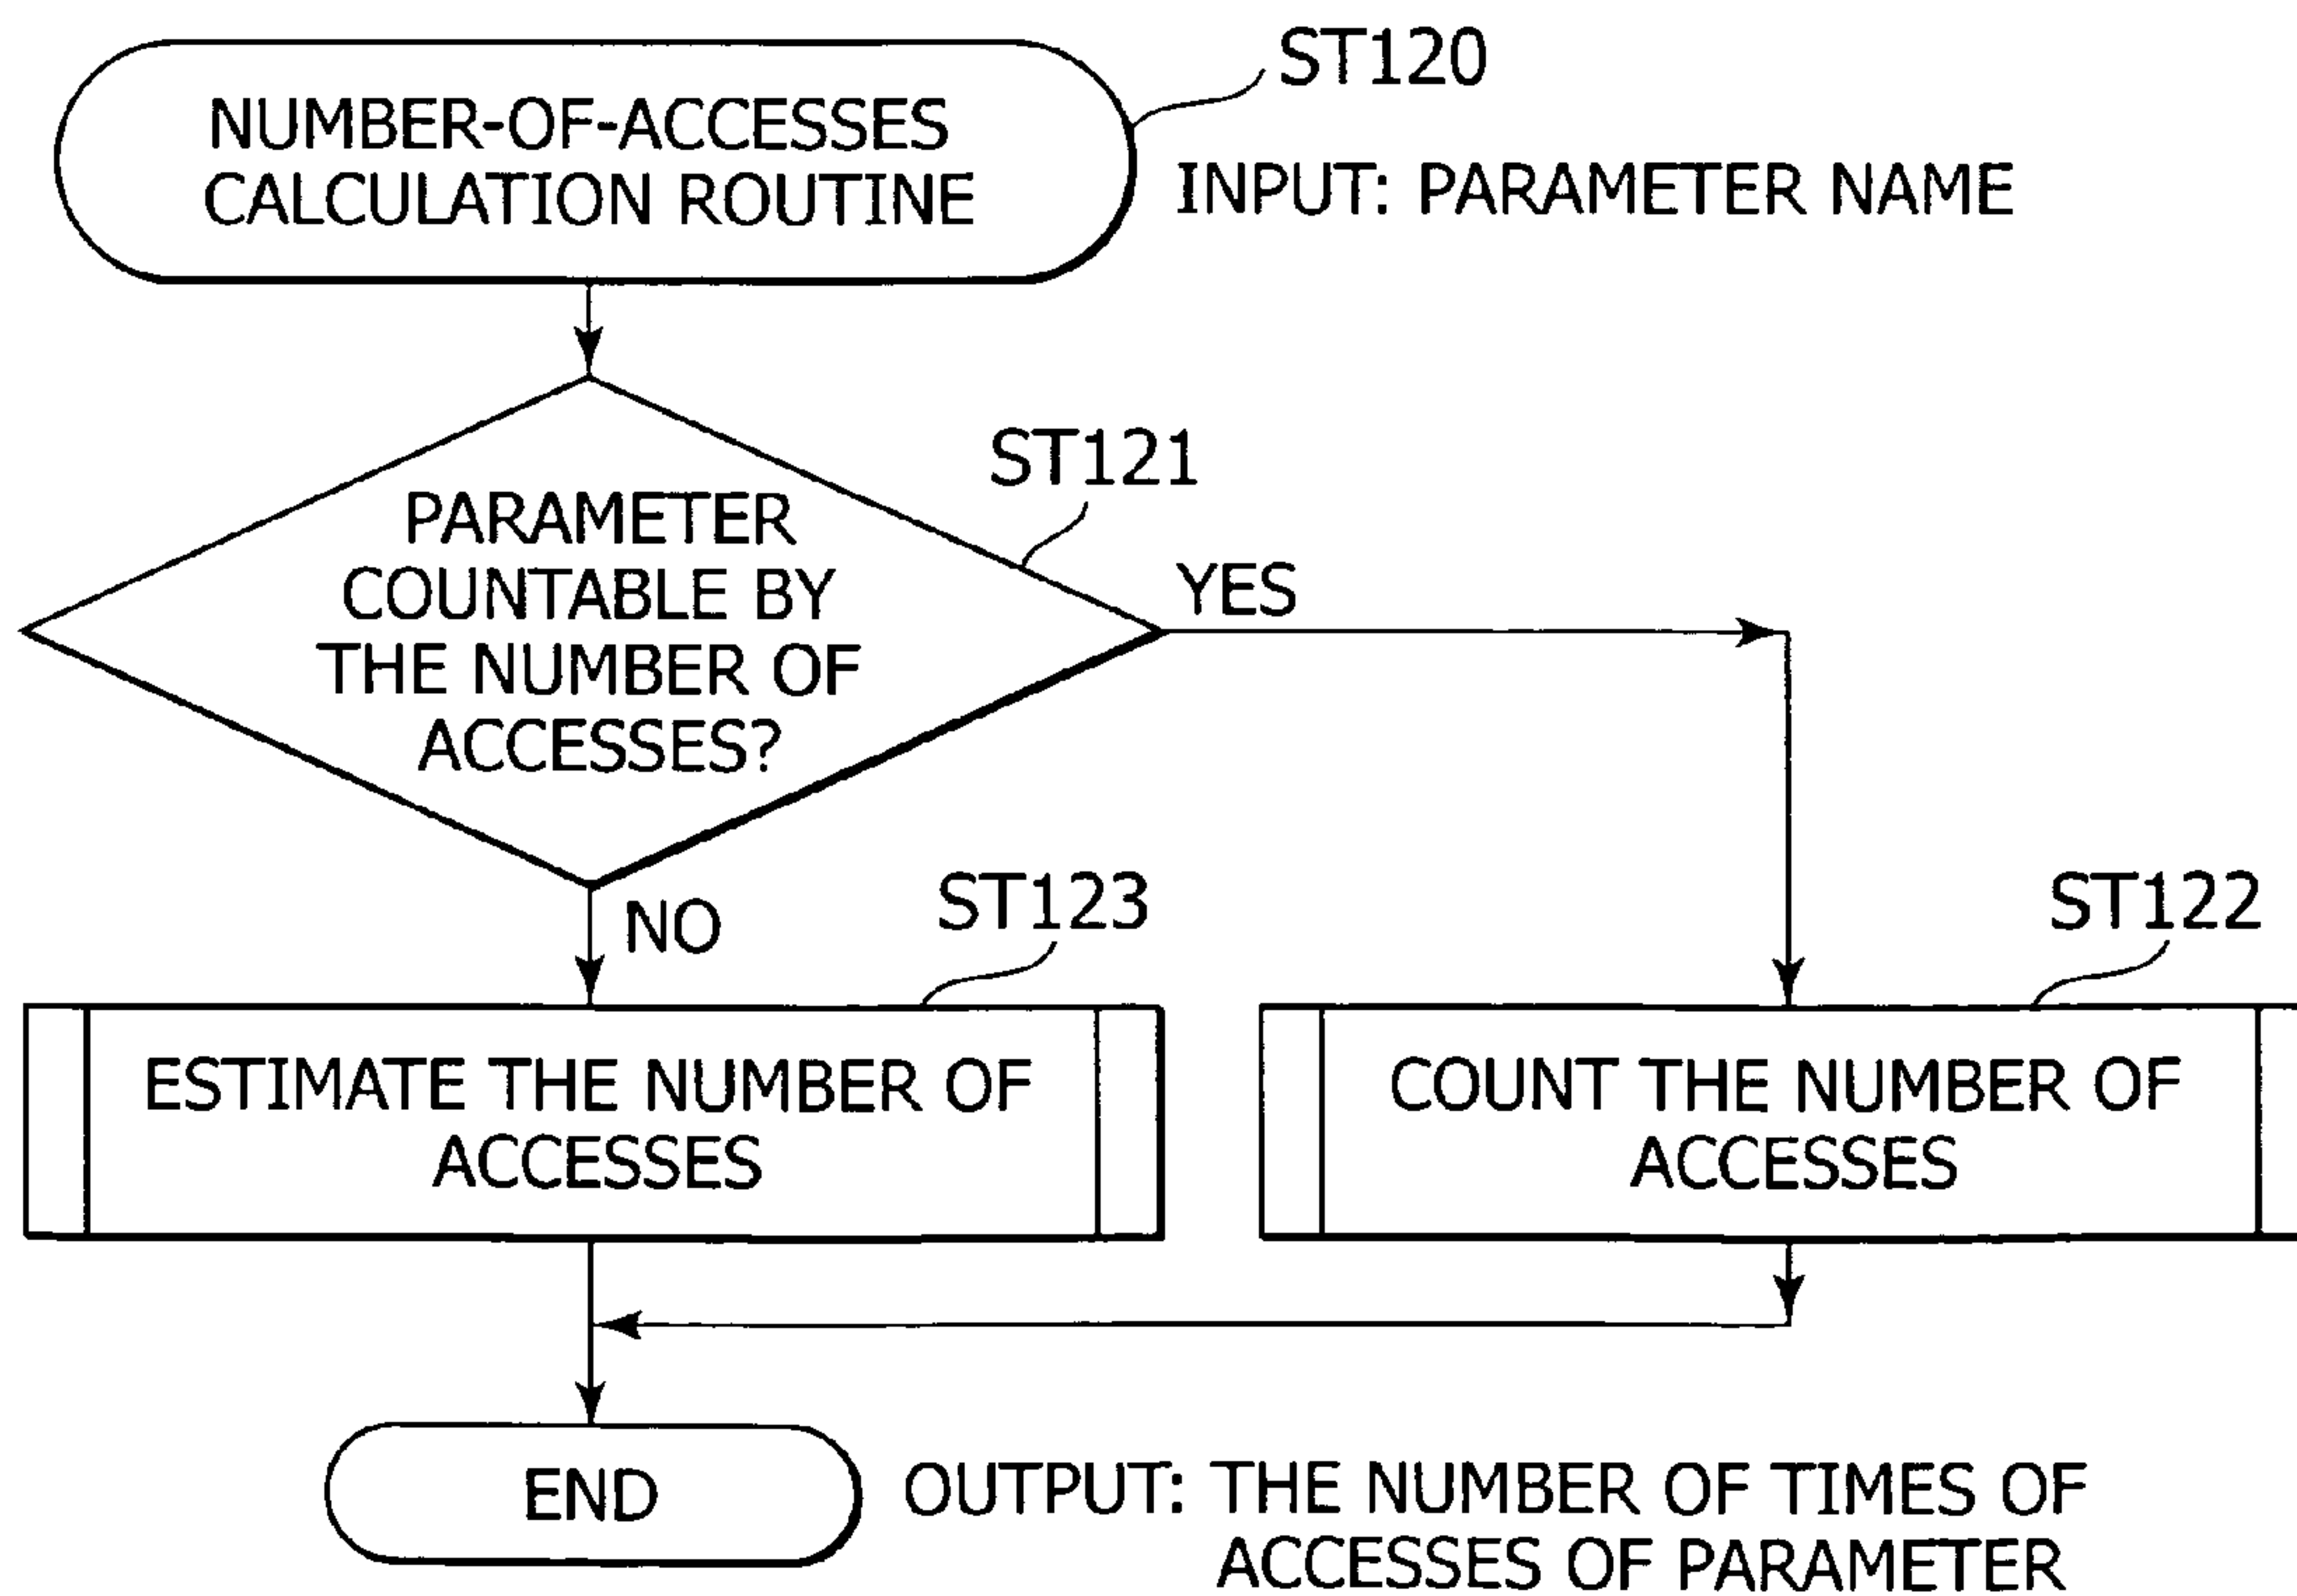 ST120
NUMBER-OF-ACCESSES
CALCULATION ROUTINE
INPUT: PARAMETER NAME
ST121
PARAMETER
COUNTABLE BY
THE NUMBER OF
ACCESSES?
YES
NO
ST123
ST122
ESTIMATE THE NUMBER OF
ACCESSES
COUNT THE NUMBER OF
ACCESSES
END
OUTPUT: THE NUMBER OF TIMES OF
ACCESSES OF PARAMETER